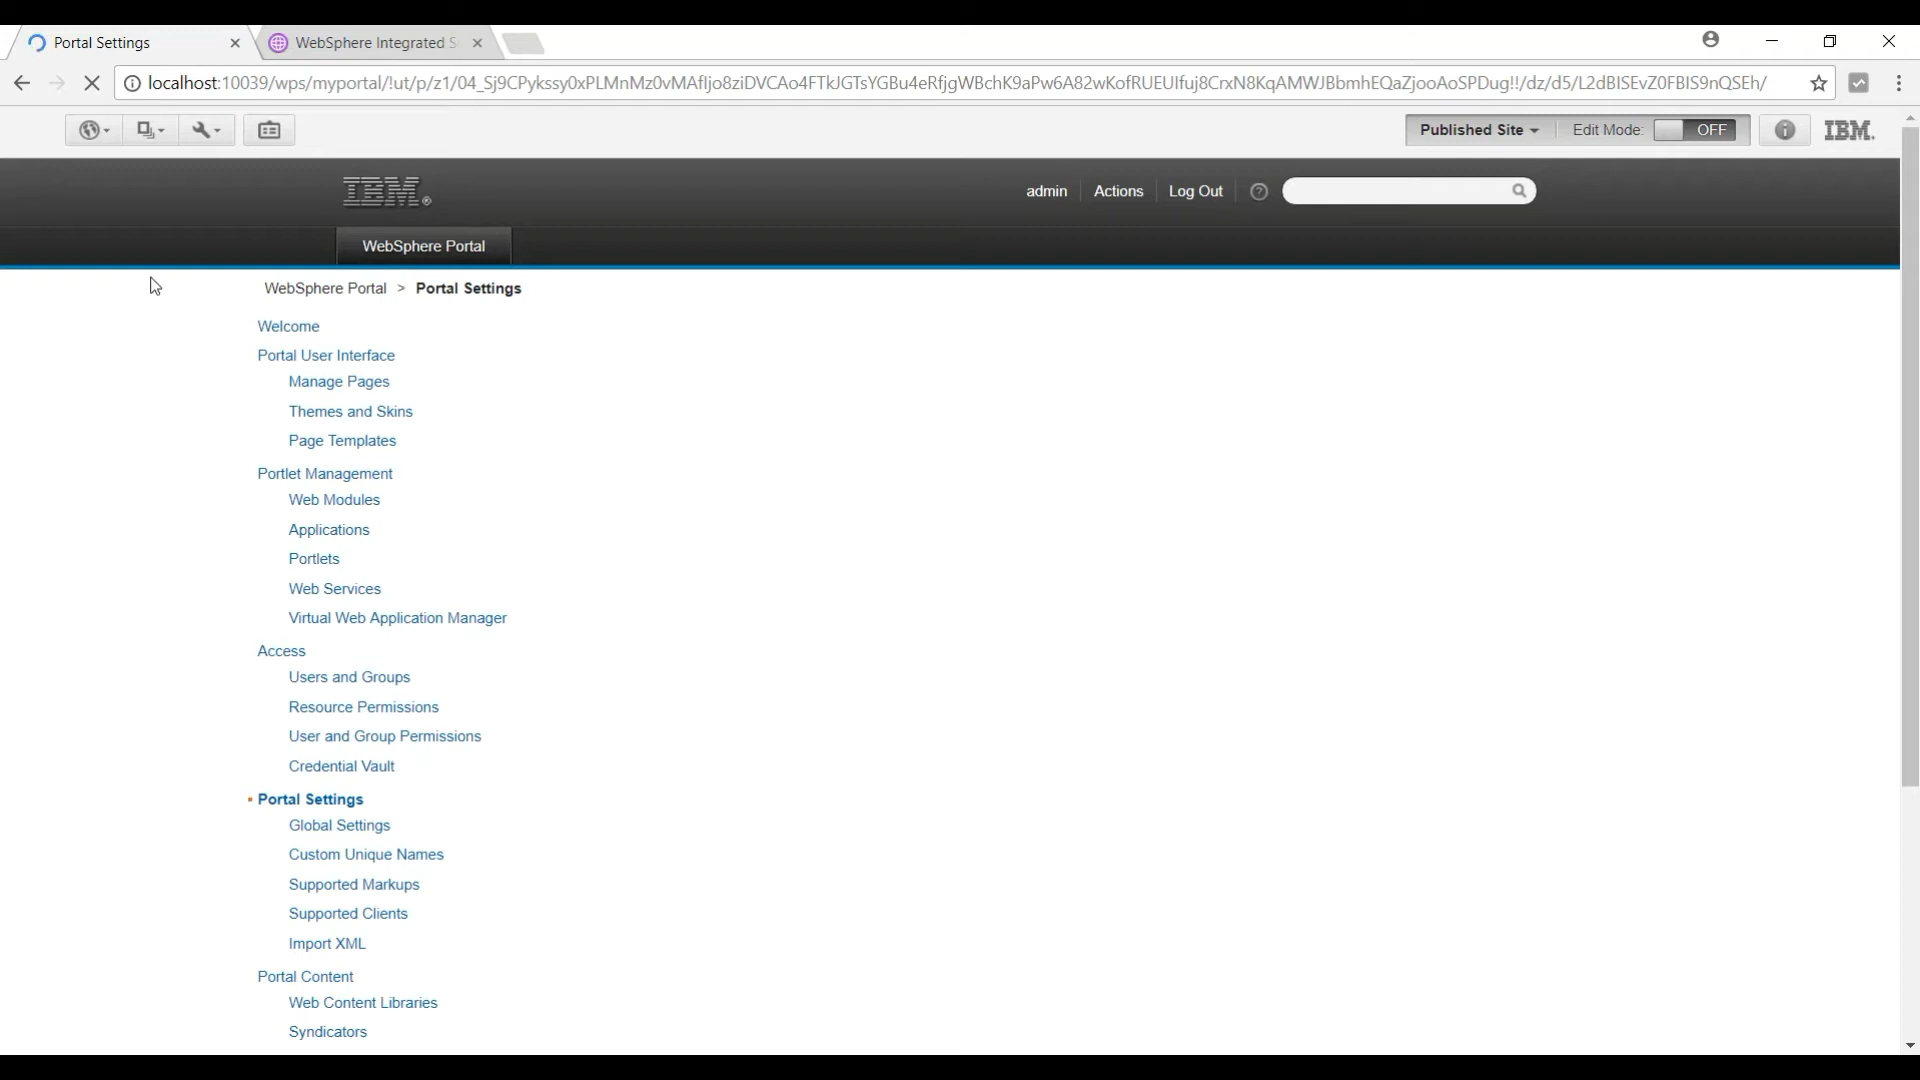 Portal Settings
WebSphere Integrated S
localhost:10039/wps/myportal/!ut/p/z1/04_Sj9CPykssy0xPLMnMz0vMAfIjo8ziDVCAo4FTkJGTsYGBu4eRfjgWBchK9aPw6A82wKofRUEUIfuj8CrxN8KqAMWJBbmhEQaZjooAoSPDug!!/dz/d5/L2dBISEvZ0FBIS9nQSEh/
Published Site
Edit Mode:
OFF
IBM.
IBM
admin
Actions
Log Out
WebSphere Portal
WebSphere Portal > Portal Settings
Welcome
Portal User Interface
Manage Pages
Themes and Skins
Page Templates
Portlet Management
Web Modules
Applications
Portlets
Web Services
Virtual Web Application Manager
Access
Users and Groups
Resource Permissions
User and Group Permissions
Credential Vault
Portal Settings
Global Settings
Custom Unique Names
Supported Markups
Supported Clients
Import XML
Portal Content
Web Content Libraries
Syndicators